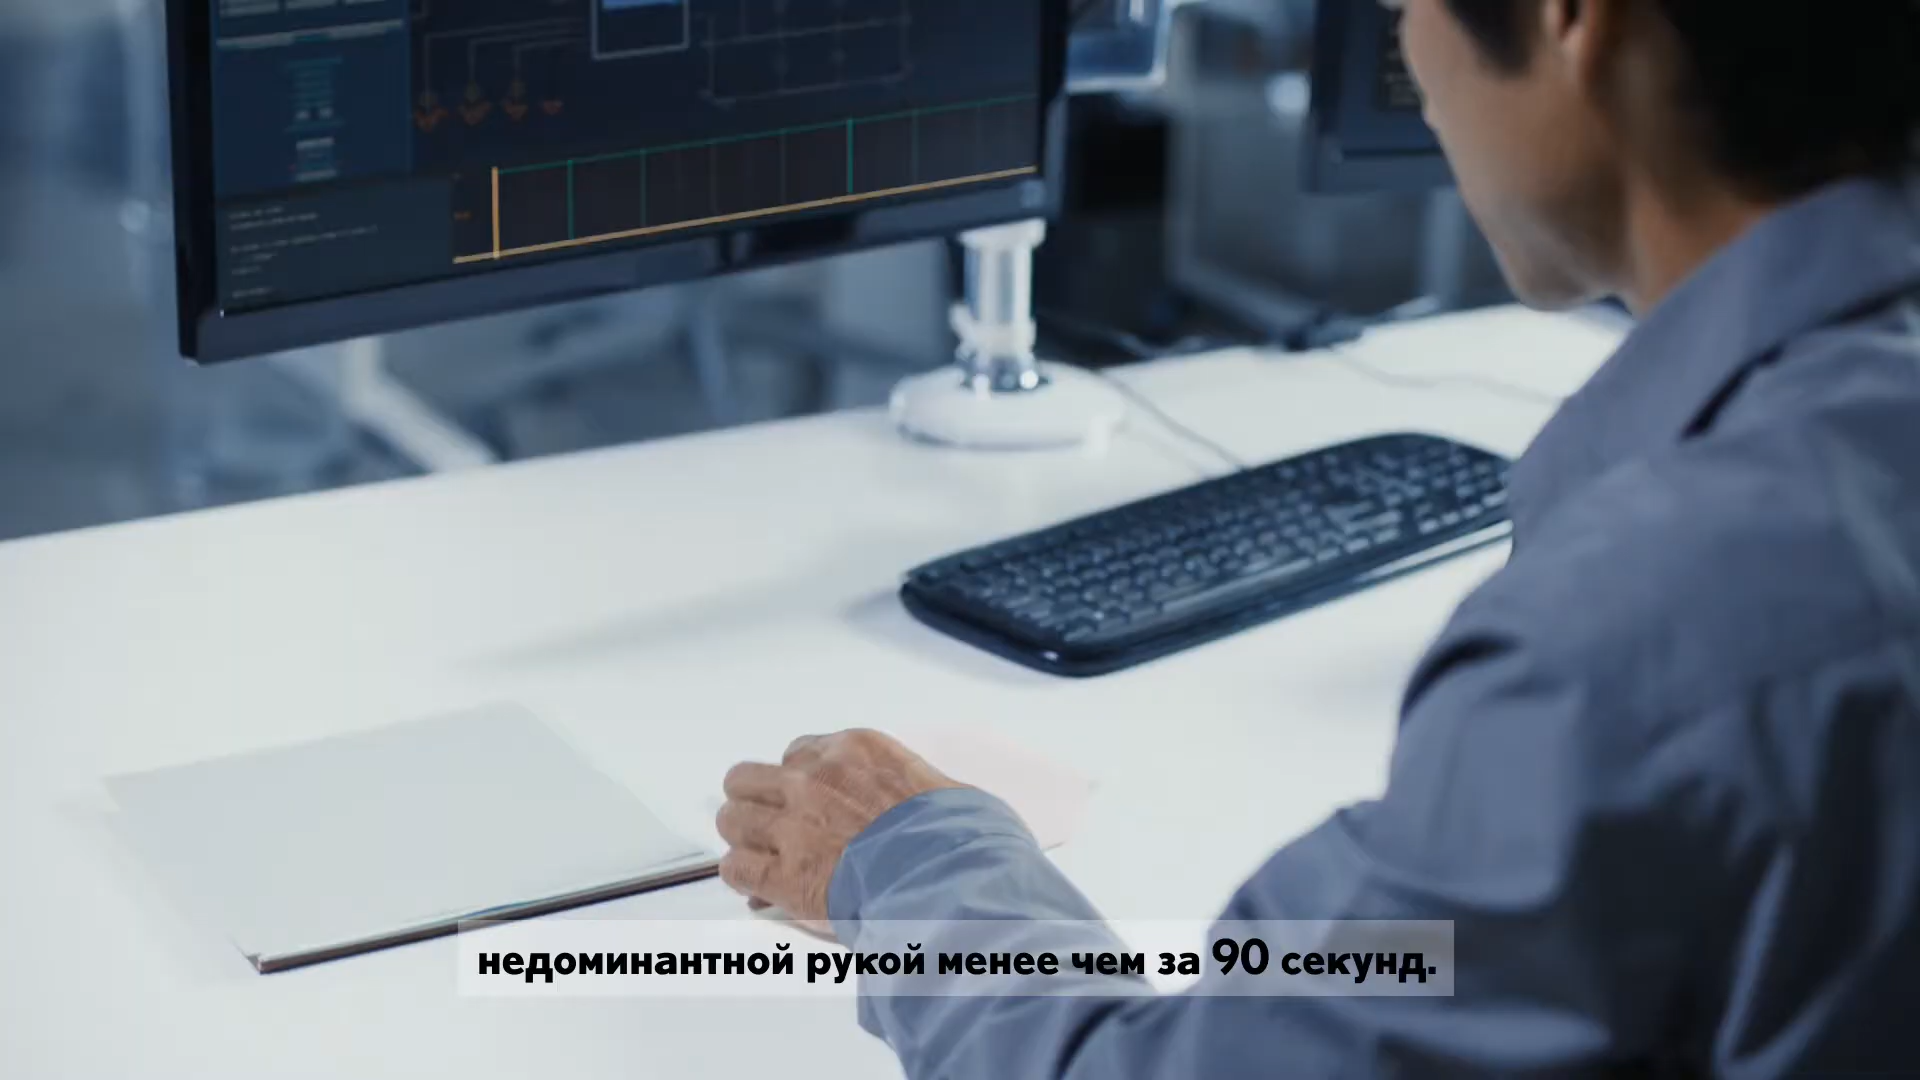 недоминантной рукой менее чем за 90 секунд.